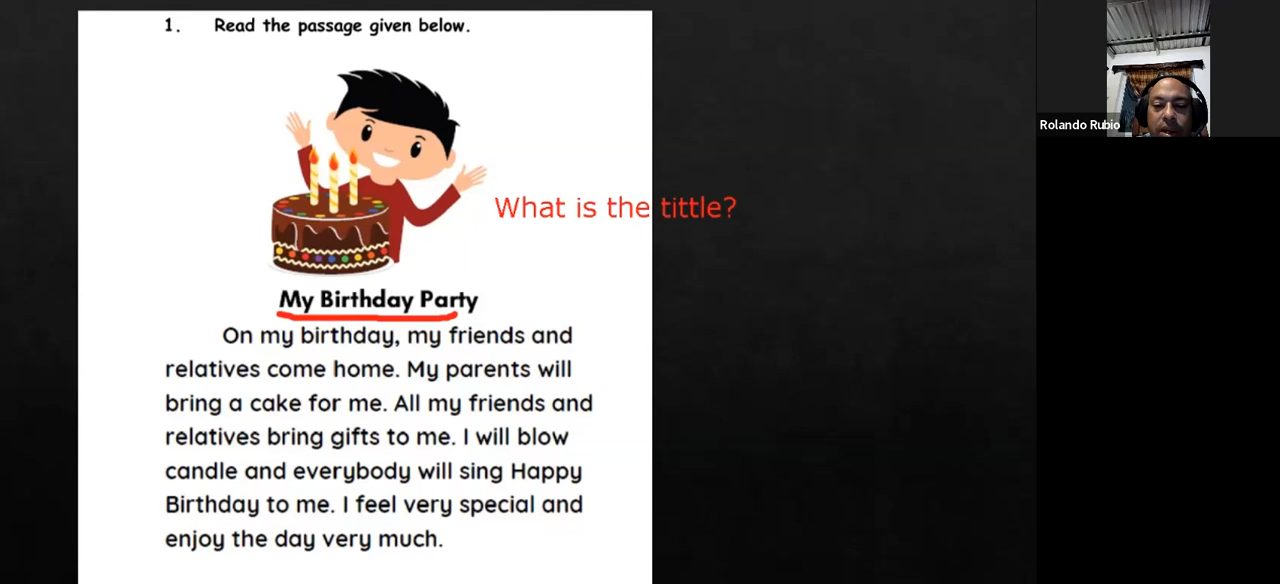 1. Read the passage given below.
What is the tittle?
My Birthday Party
On my birthday, my friends and
relatives come home. My parents will
bring a cake for me. All my friends and
relatives bring gifts to me. I will blow
candle and everybody will sing Happy
Birthday to me. I feel very special and
enjoy the day very much.
Rolando Rubio